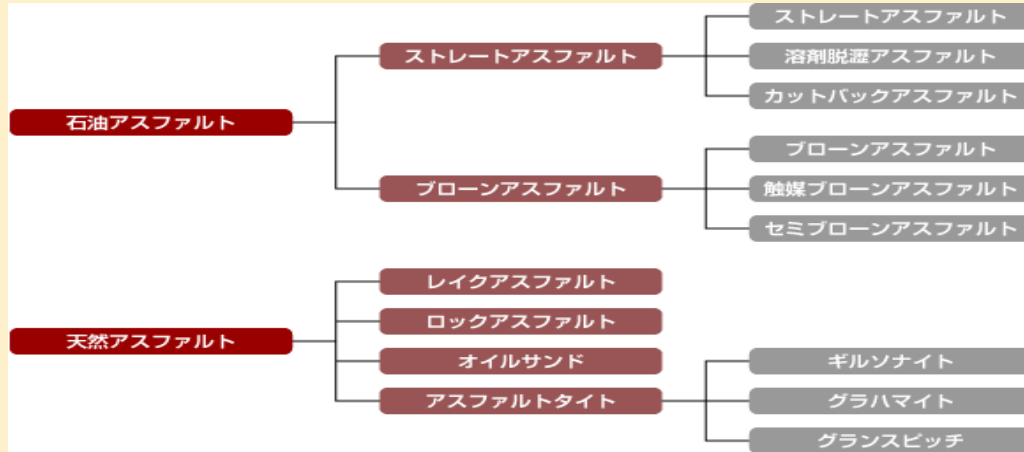 石油アスファルト
ストレートアスファルト
ストレートアスファルト
溶剤脱瀝アスファルト
カットバックアスファルト
ブローンアスファルト
ブローンアスファルト
触媒ブローンアスファルト
セミブローンアスファルト
天然アスファルト
レイクアスファルト
ロックアスファルト
オイルサンド
アスファルトタイト
ギルソナイト
グラハマイト
グランスピッチ